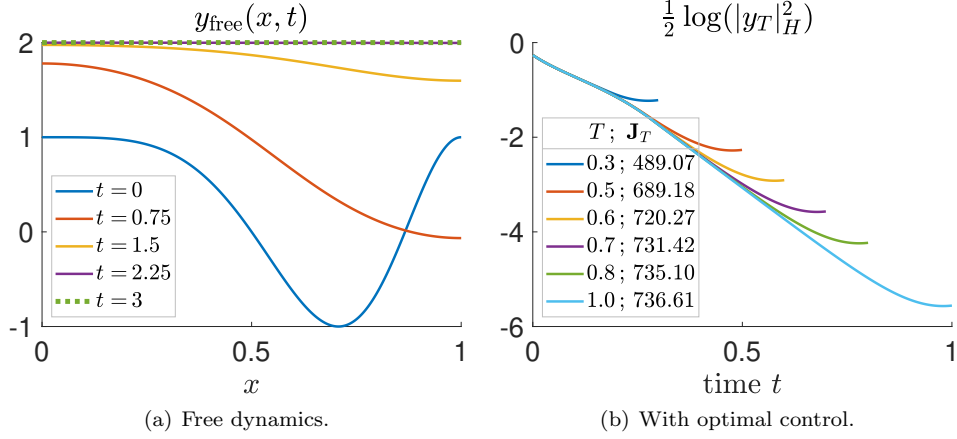 y_free(x, t)
2
1
0
-1
t = 0
t = 0.75
t = 1.5
t = 2.25
t = 3
0
0.5
1
x
(a) Free dynamics.
½ log(|y_T|²_H)
0
-2
-4
-6
T ; J_T
0.3 ; 489.07
0.5 ; 689.18
0.6 ; 720.27
0.7 ; 731.42
0.8 ; 735.10
1.0 ; 736.61
0
0.5
1
time t
(b) With optimal control.